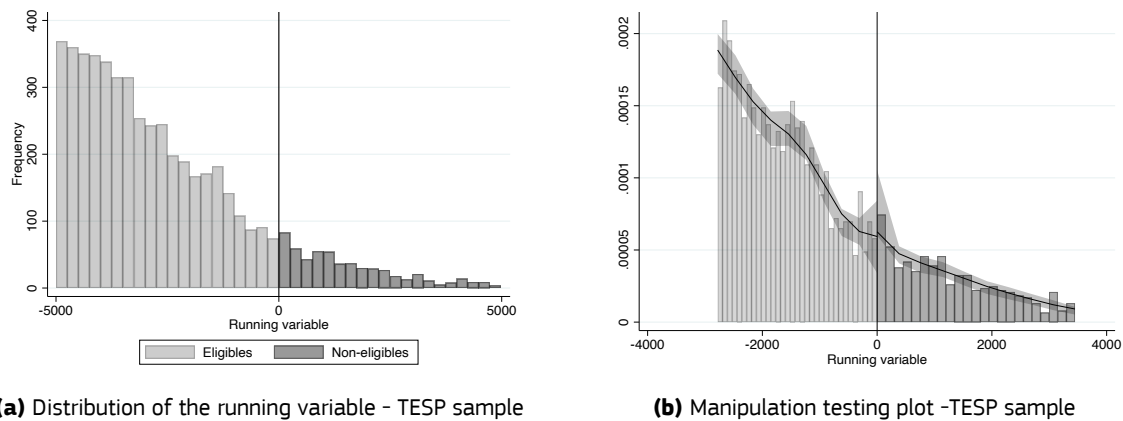 400
300
200
100
0
Frequency
-5000
0
5000
Running variable
Eligibles
Non-eligibles
.0002
.00015
.0001
.00005
0
-4000
-2000
0
2000
4000
Running variable
(a) Distribution of the running variable - TESP sample
(b) Manipulation testing plot -TESP sample